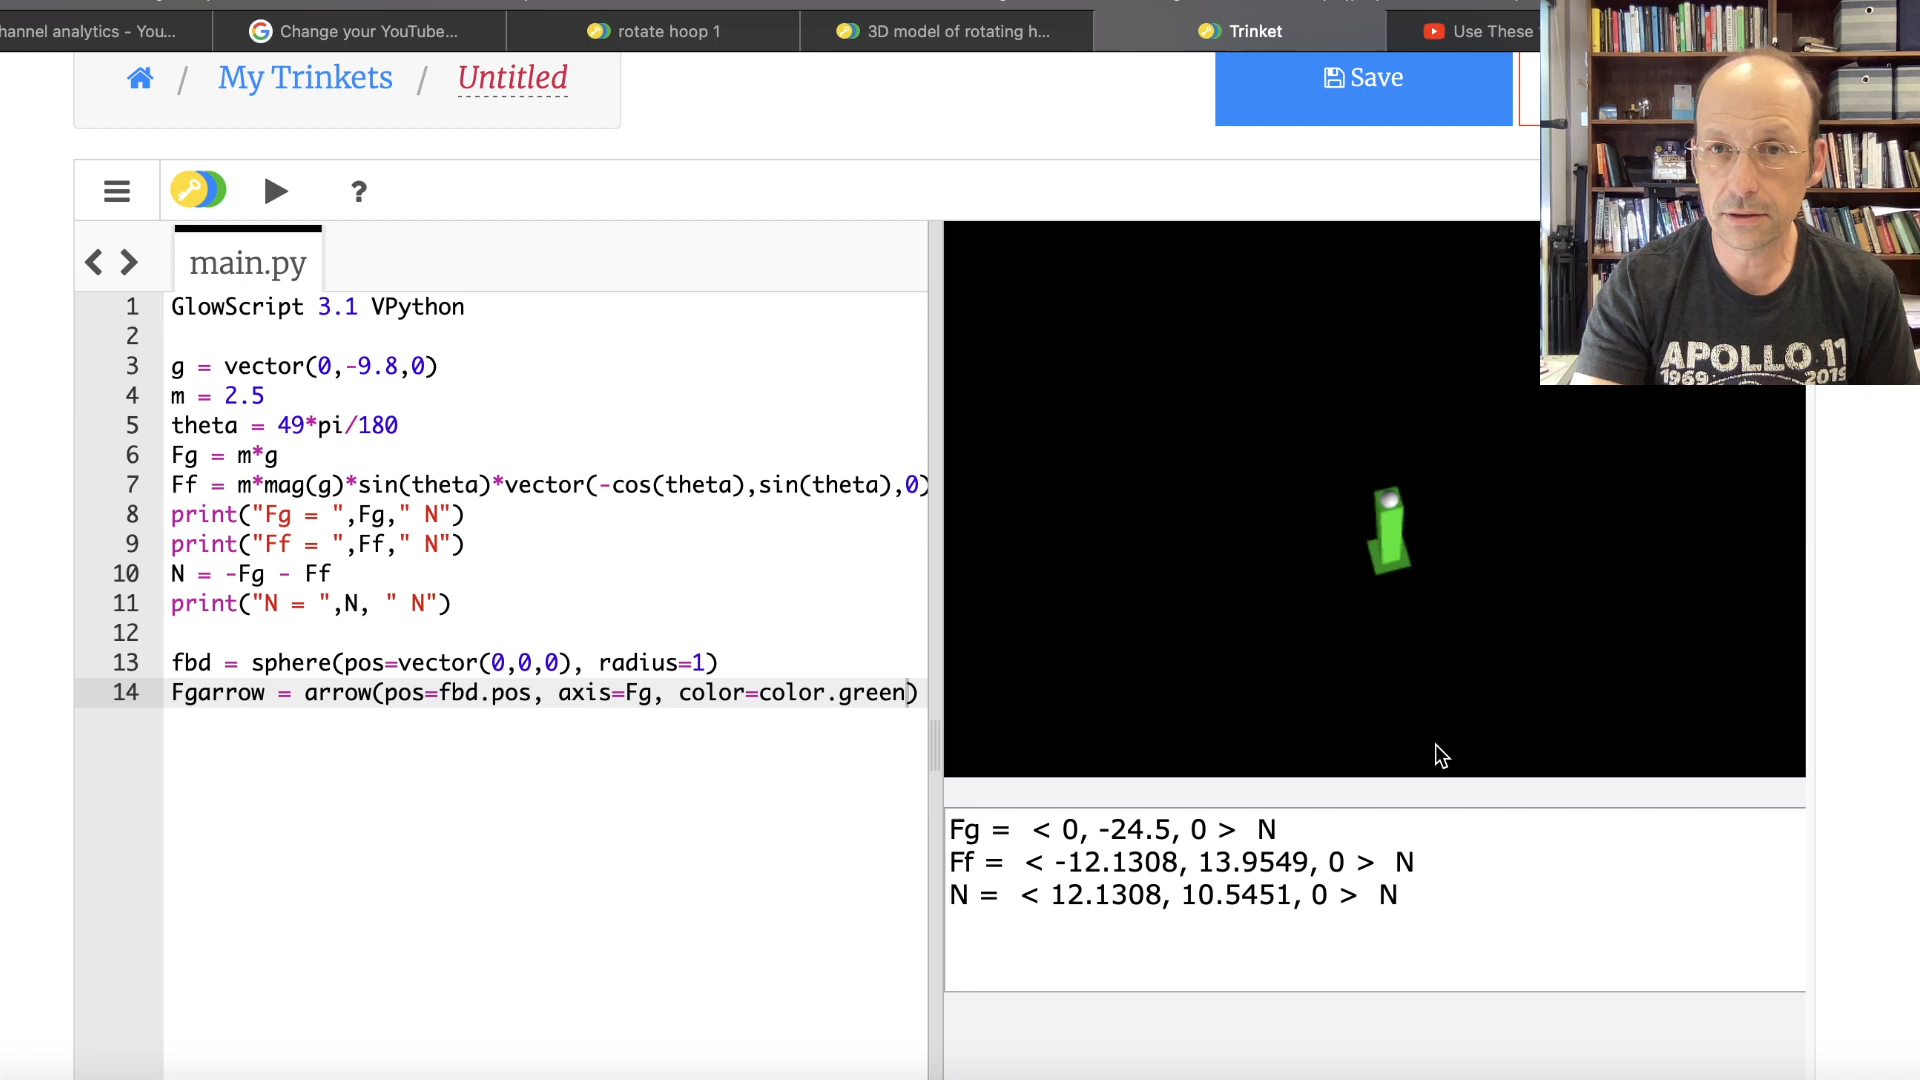 hannel analytics - You...
Change your YouTube...
rotate hoop 1
3D model of rotating h...
Trinket
Use These
/ My Trinkets / Untitled
Save
?
main.py
1 GlowScript 3.1 VPython
2
3 g = vector(0,-9.8,0)
4 m = 2.5
5 theta = 49*pi/180
6 Fg = m*g
7 Ff = m*mag(g)*sin(theta)*vector(-cos(theta),sin(theta),0)
8 print("Fg = ",Fg," N")
9 print("Ff = ",Ff," N")
10 N = -Fg - Ff
11 print("N = ",N, " N")
12
13 fbd = sphere(pos=vector(0,0,0), radius=1)
14 Fgarrow = arrow(pos=fbd.pos, axis=Fg, color=color.green)
Fg = < 0, -24.5, 0 > N
Ff = < -12.1308, 13.9549, 0 > N
N = < 12.1308, 10.5451, 0 > N
APOLLO 11
1969 2019